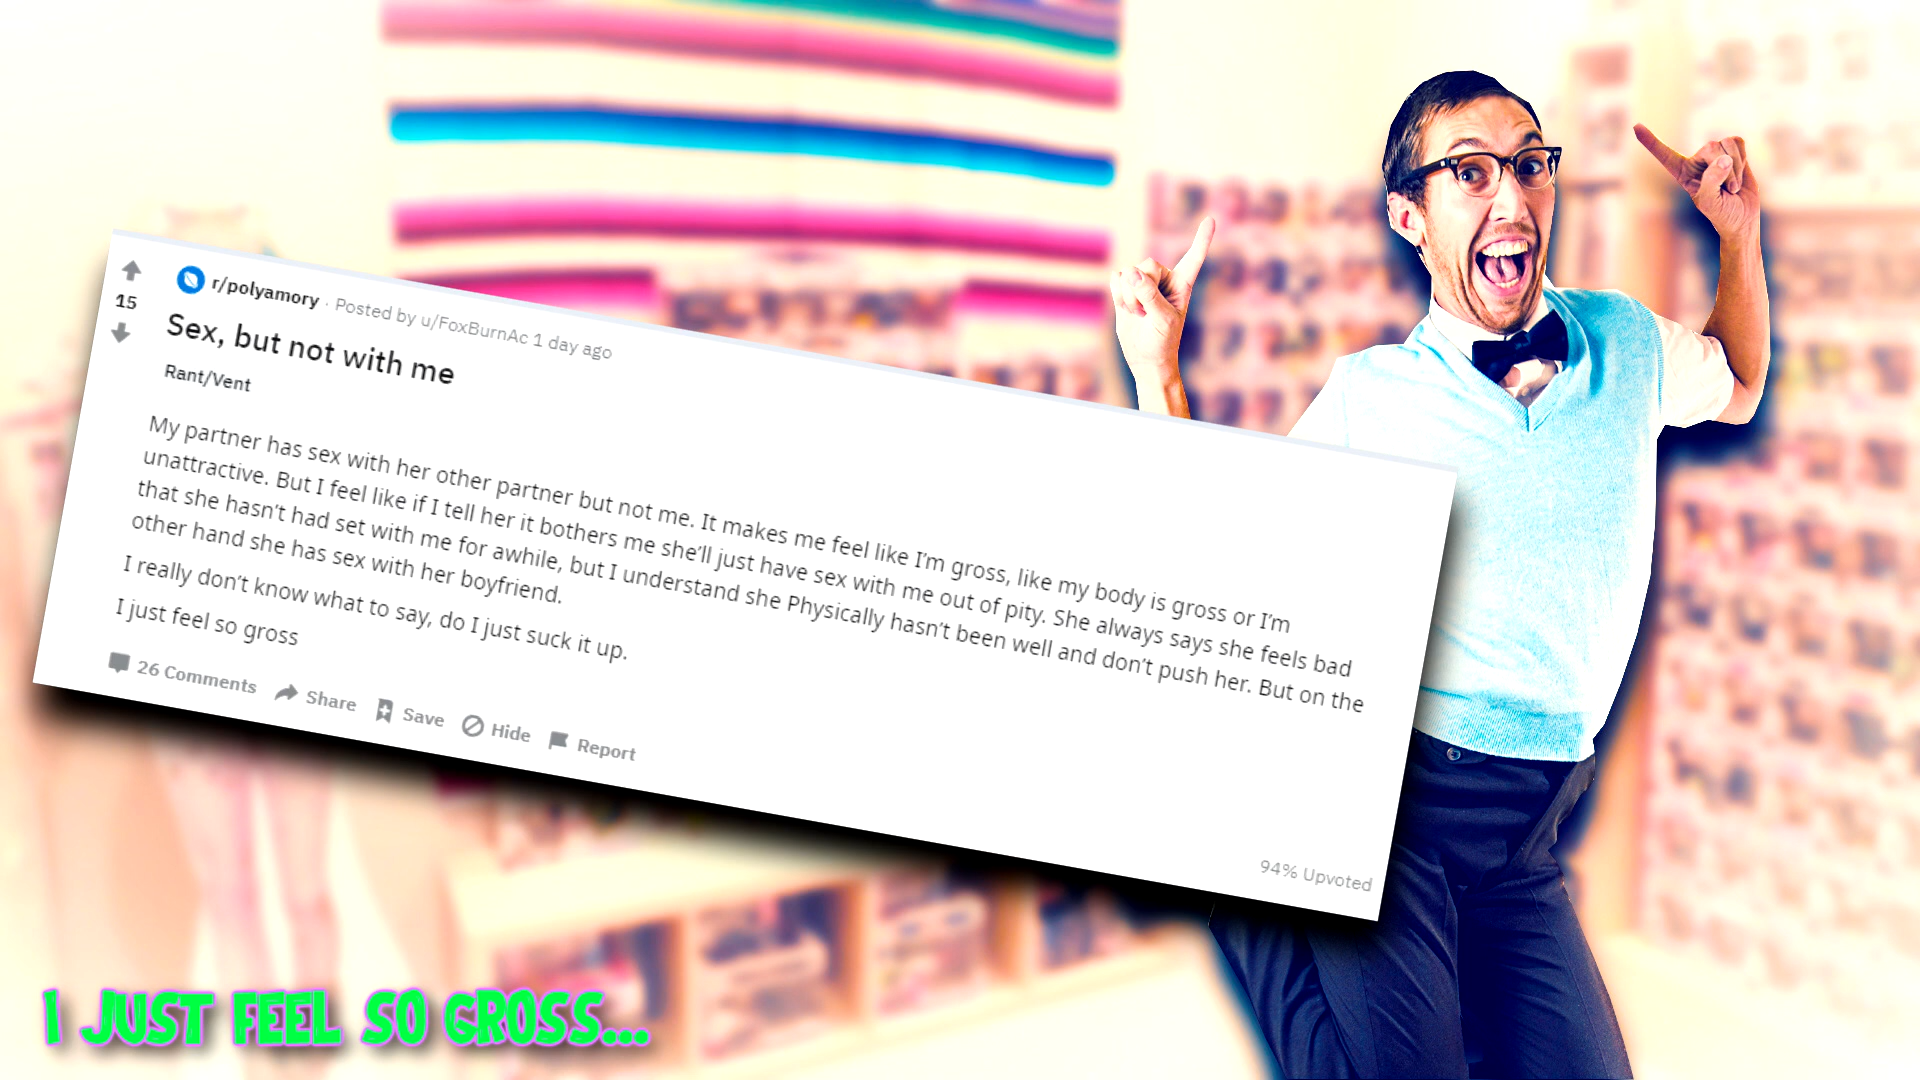 15
r/polyamory · Posted by u/FoxBurnAc 1 day ago
Sex, but not with me
Rant/Vent
My partner has sex with her other partner but not me. It makes me feel like I'm gross, like my body is gross or I'm
unattractive. But I feel like if I tell her it bothers me she'll just have sex with me out of pity. She always says she feels bad
that she hasn't had set with me for awhile, but I understand she Physically hasn't been well and don't push her. But on the
other hand she has sex with her boyfriend.
I really don't know what to say, do I just suck it up.
I just feel so gross
26 Comments Share Save Hide Report
94% Upvoted
I JUST FEEL SO GROSS...